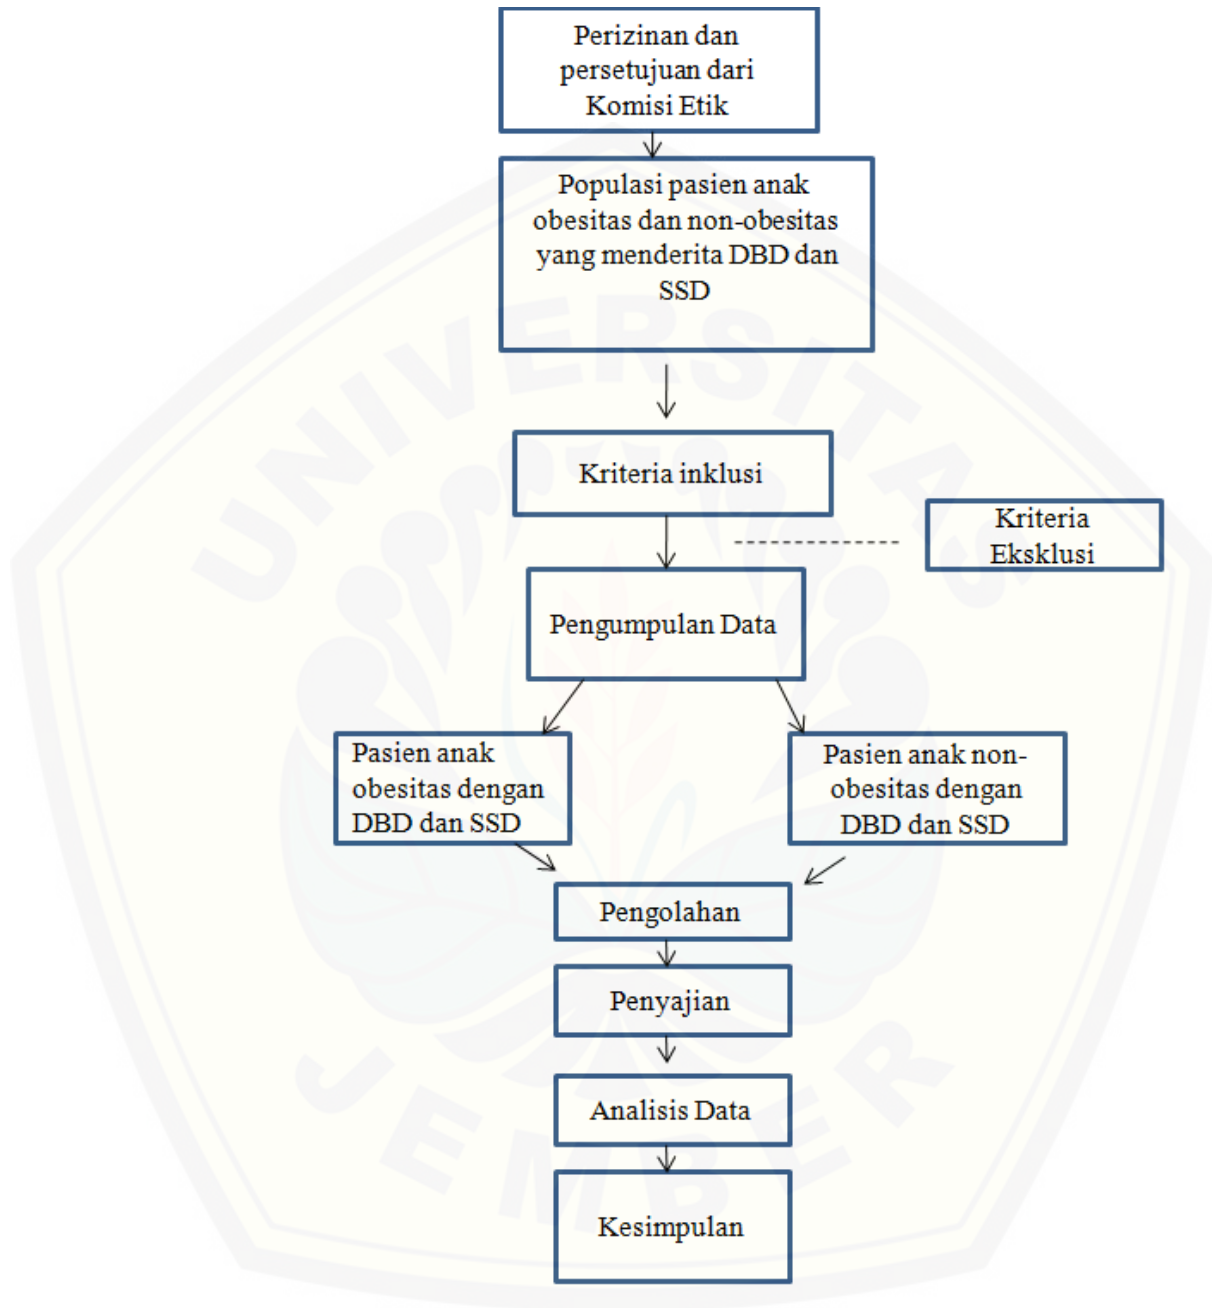 Perizinan dan
persetujuan dari
Komisi Etik
Populasi pasien anak
obesitas dan non-obesitas
yang menderita DBD dan
SSD
Kriteria inklusi
Kriteria
Eksklusi
Pengumpulan Data
Pasien anak
obesitas dengan
DBD dan SSD
Pasien anak non-
obesitas dengan
DBD dan SSD
Pengolahan
Penyajian
Analisis Data
Kesimpulan
UNIVERSITAS
JEMBER